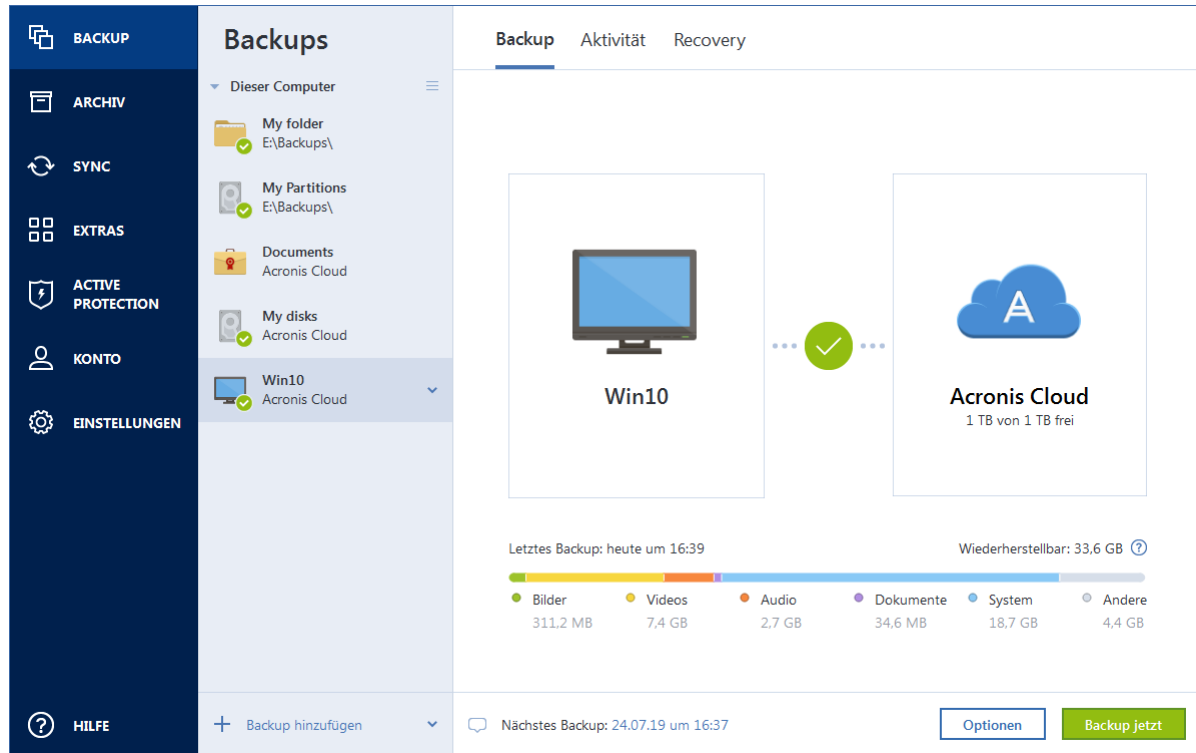 BACKUP
ARCHIV
SYNC
EXTRAS
ACTIVE
PROTECTION
KONTO
EINSTELLUNGEN
HILFE
Backups
Dieser Computer
My folder
E:\Backups\
My Partitions
E:\Backups\
Documents
Acronis Cloud
My disks
Acronis Cloud
Win10
Acronis Cloud
Backup hinzufügen
Backup Aktivität Recovery
Win10
A
Acronis Cloud
1 TB von 1 TB frei
Letztes Backup: heute um 16:39 Wiederherstellbar: 33,6 GB ?
Bilder Videos Audio Dokumente System Andere
311,2 MB 7,4 GB 2,7 GB 34,6 MB 18,7 GB 4,4 GB
Nächstes Backup: 24.07.19 um 16:37 Optionen Backup jetzt